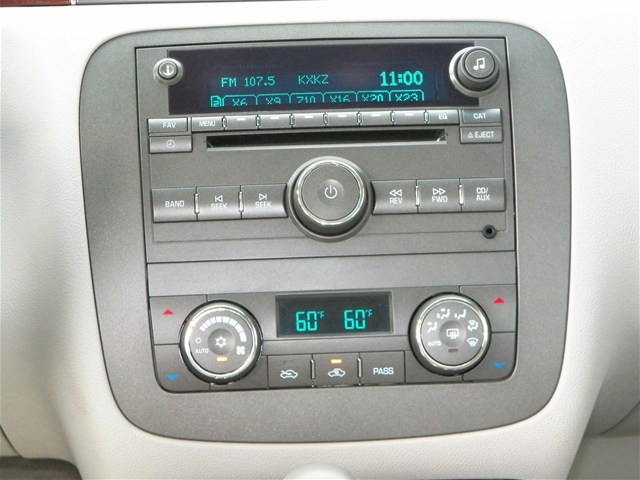 FM 107.5 KXKZ 11:00
X6 X9 Z10 X16 X20 X23
FAV MENU EQ CAT
EJECT
BAND SEEK SEEK REV FWD CD/AUX
60°F 60°F
AUTO AUTO
PASS